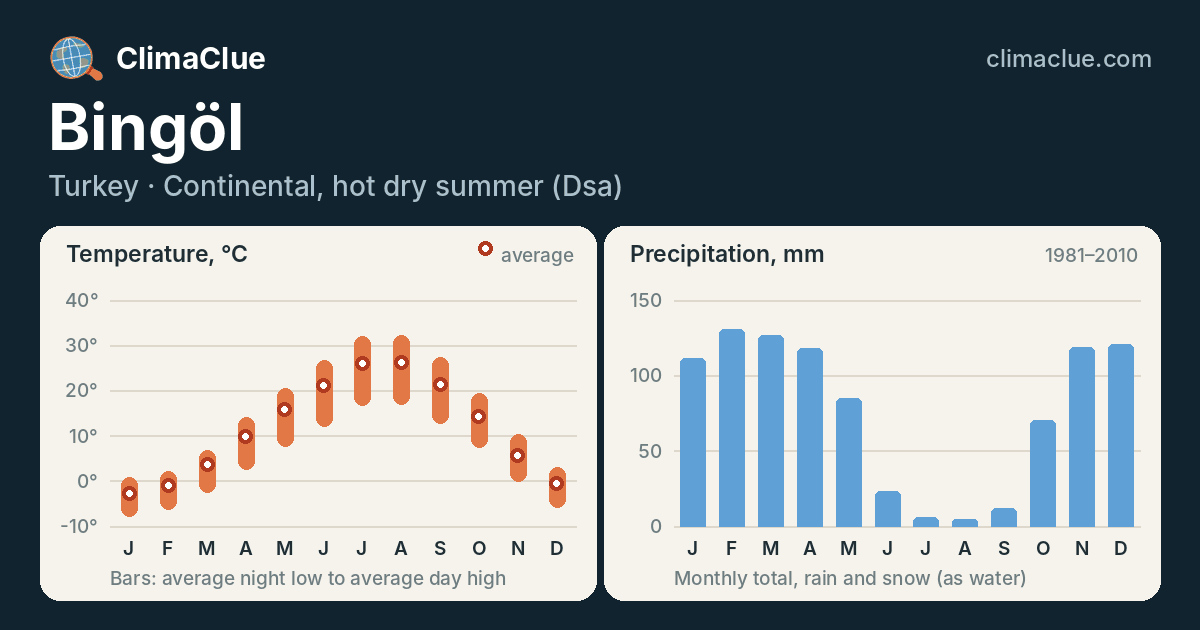 ClimaClue
climaclue.com
Bingöl
Turkey · Continental, hot dry summer (Dsa)
Temperature, °C
average
40°
30°
20°
10°
0°
-10°
J F M A M J J A S O N D
Bars: average night low to average day high
Precipitation, mm
1981–2010
150
100
50
0
J F M A M J J A S O N D
Monthly total, rain and snow (as water)